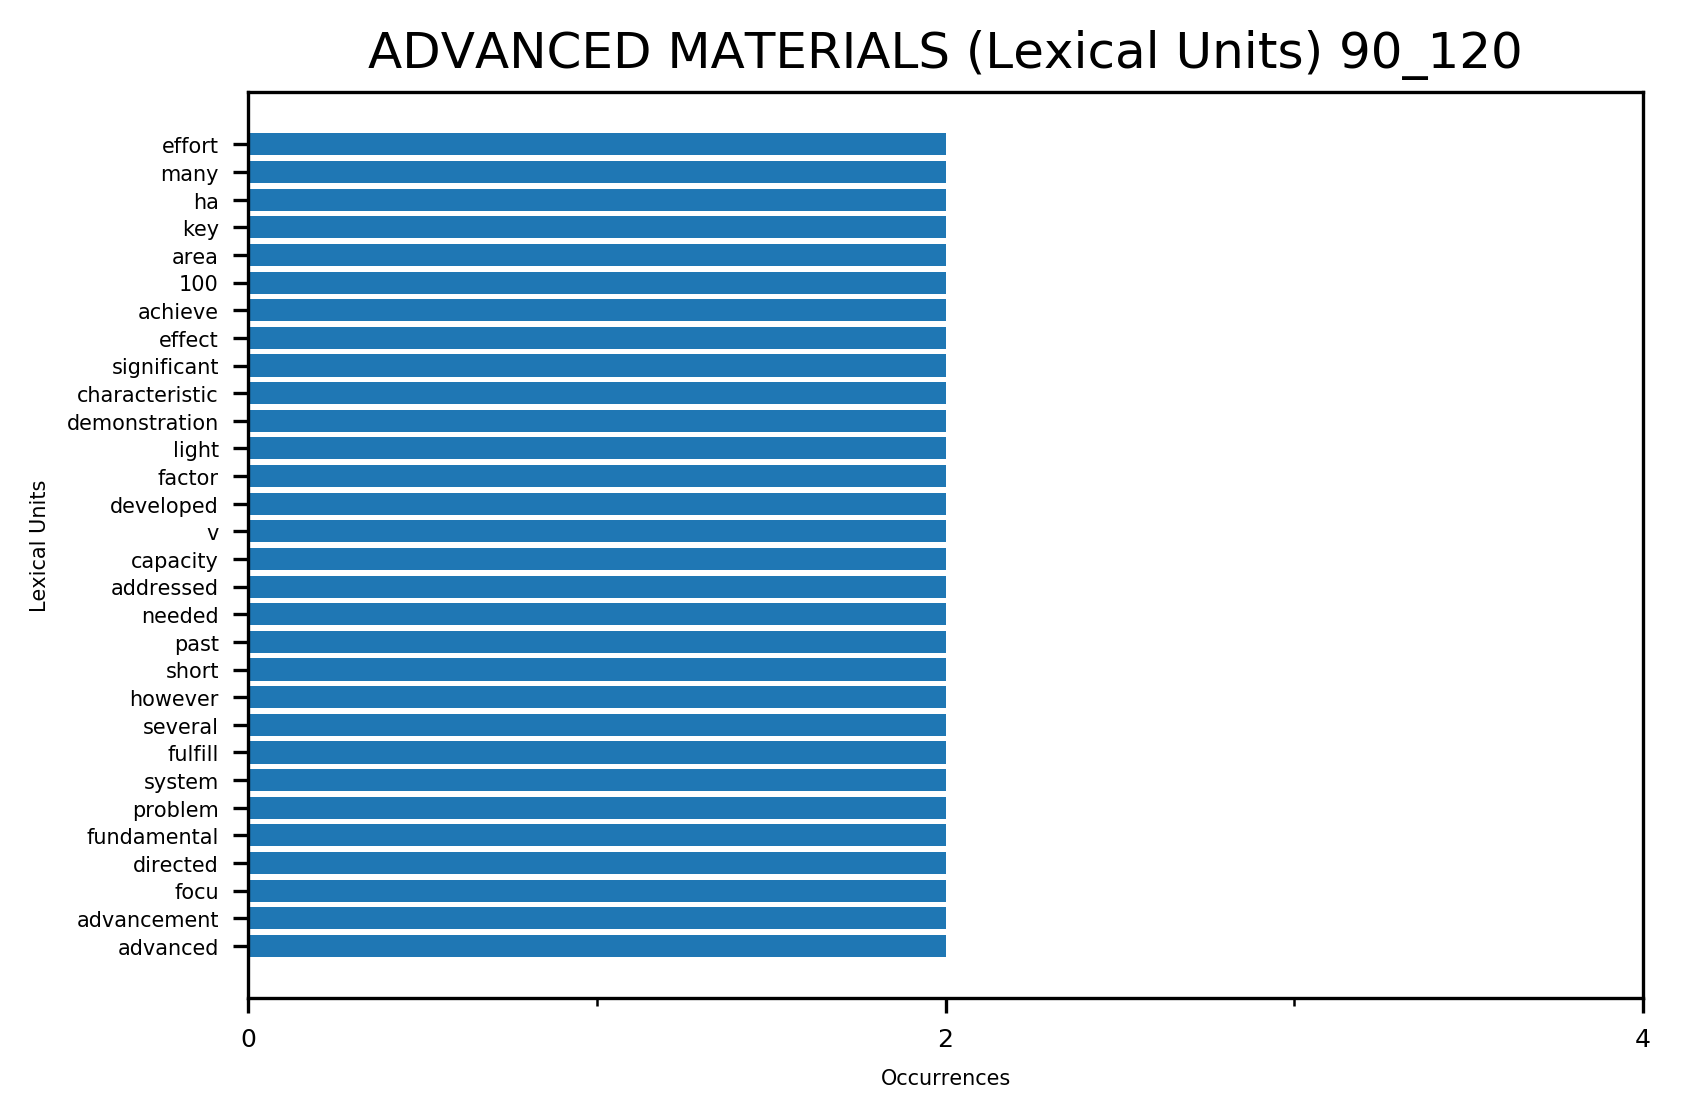 ADVANCED MATERIALS (Lexical Units) 90_120
effort
many
ha
key
area
100
achieve
effect
significant
characteristic
demonstration
light
factor
developed
v
capacity
addressed
needed
past
short
however
several
fulfill
system
problem
fundamental
directed
focu
advancement
advanced
Lexical Units
0 2 4
Occurrences